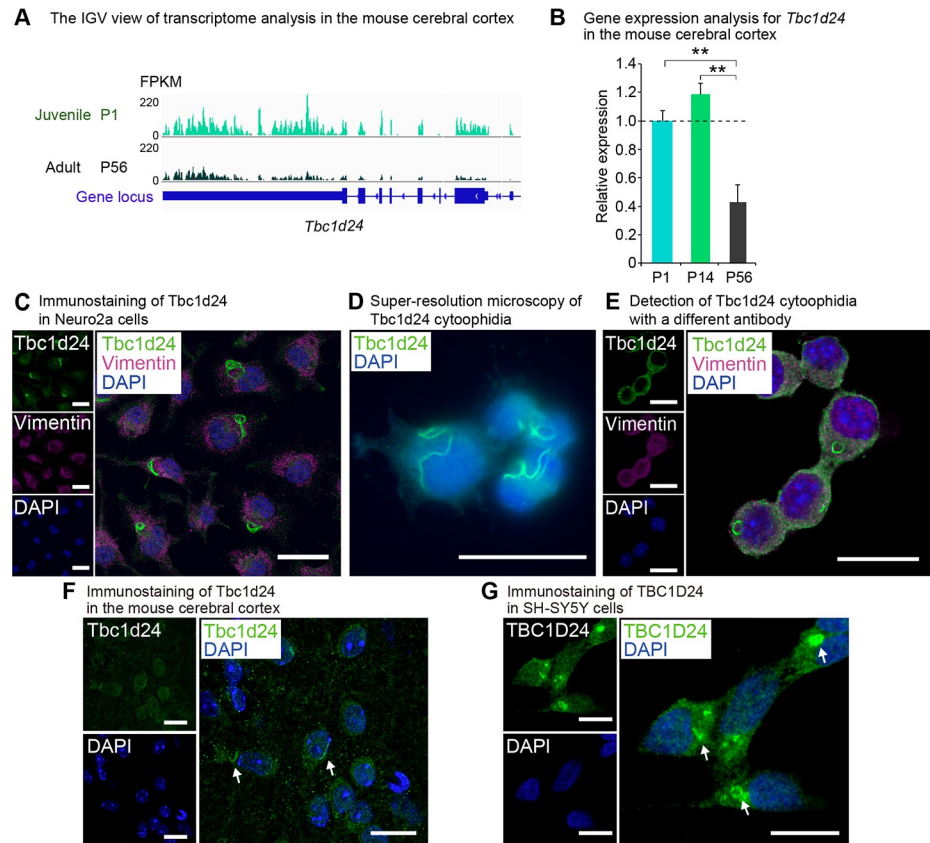 A The IGV view of transcriptome analysis in the mouse cerebral cortex
FPKM
Juvenile P1
220
0
Adult P56
220
0
Gene locus
Tbc1d24
B Gene expression analysis for Tbc1d24
in the mouse cerebral cortex
**
**
Relative expression
1.4
1.2
1.0
0.8
0.6
0.4
0.2
0
P1 P14 P56
C Immunostaining of Tbc1d24
in Neuro2a cells
Tbc1d24
Vimentin
DAPI
Tbc1d24
Vimentin
DAPI
D Super-resolution microscopy of
Tbc1d24 cytoophidia
Tbc1d24
DAPI
E Detection of Tbc1d24 cytoophidia
with a different antibody
Tbc1d24
Vimentin
DAPI
Tbc1d24
Vimentin
DAPI
F Immunostaining of Tbc1d24
in the mouse cerebral cortex
Tbc1d24
DAPI
Tbc1d24
DAPI
G Immunostaining of TBC1D24
in SH-SY5Y cells
TBC1D24
DAPI
TBC1D24
DAPI